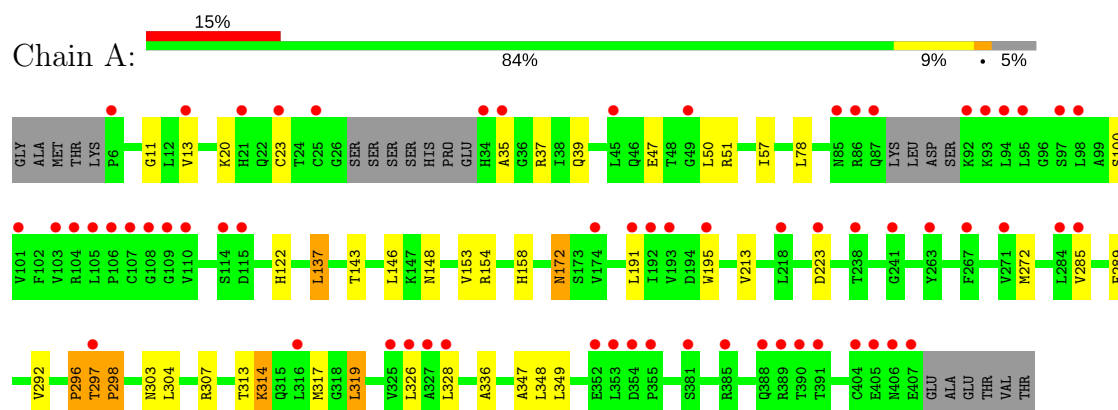 15%
Chain A:
84% 9% • 5%
GLY ALA MET THR LYS P6 G11 L12 V13 K20 H21 Q22 C23 T24 C25 G26 SER SER SER SER HIS PRO GLU H34 A35 G36 R37 I38 Q39 L45 Q46 E47 T48 G49 L50 R51 I57 L78 N85 R86 Q87 LYS LEU ASP SER K92 K93 L94 L95 G96 S97 L98 A99 S100
V101 F102 V103 R104 L105 P106 C107 G108 G109 V110 S114 D115 H122 L137 T143 L146 K147 N148 V153 R154 H158 N172 S173 V174 L191 I192 V193 D194 W195 V213 L218 D223 T238 G241 Y263 F267 V271 M272 L284 V285 E289
V292 P296 T297 P298 N303 L304 R307 T313 K314 Q315 L316 M317 G318 L319 V325 L326 A327 L328 A336 A347 L348 L349 E352 L353 D354 P355 S381 R385 Q388 R389 T390 T391 C404 E405 N406 E407 GLU ALA GLU THR VAL THR